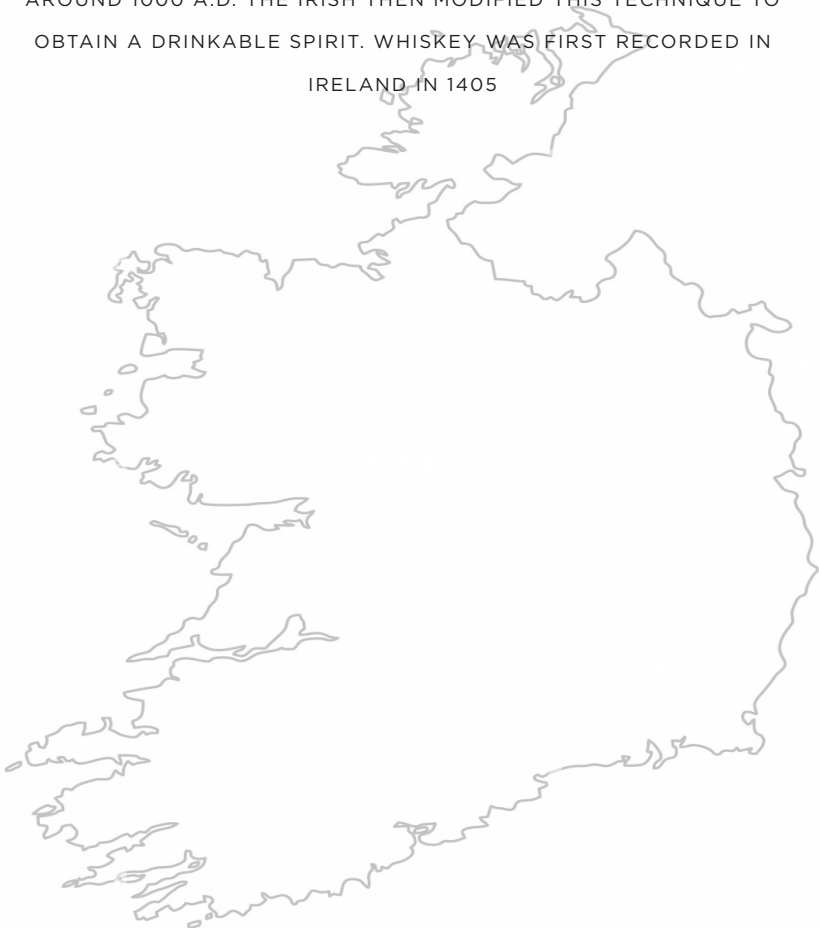 AROUND 1000 A.D. THE IRISH THEN MODIFIED THIS TECHNIQUE TO
OBTAIN A DRINKABLE SPIRIT. WHISKEY WAS FIRST RECORDED IN
IRELAND IN 1405